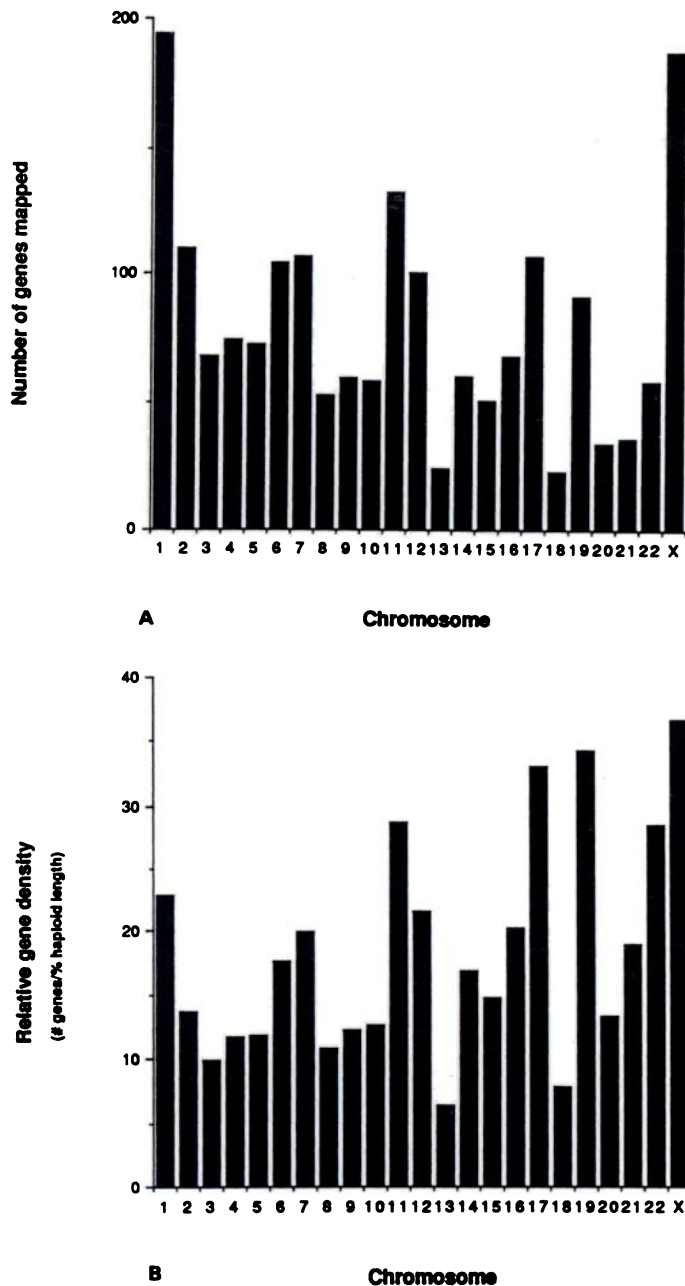 200
100
0
Number of genes mapped
1 2 3 4 5 6 7 8 9 10 11 12 13 14 15 16 17 18 19 20 21 22 X
A Chromosome
40
30
20
10
0
Relative gene density
(# genes/% haploid length)
1 2 3 4 5 6 7 8 9 10 11 12 13 14 15 16 17 18 19 20 21 22 X
B Chromosome